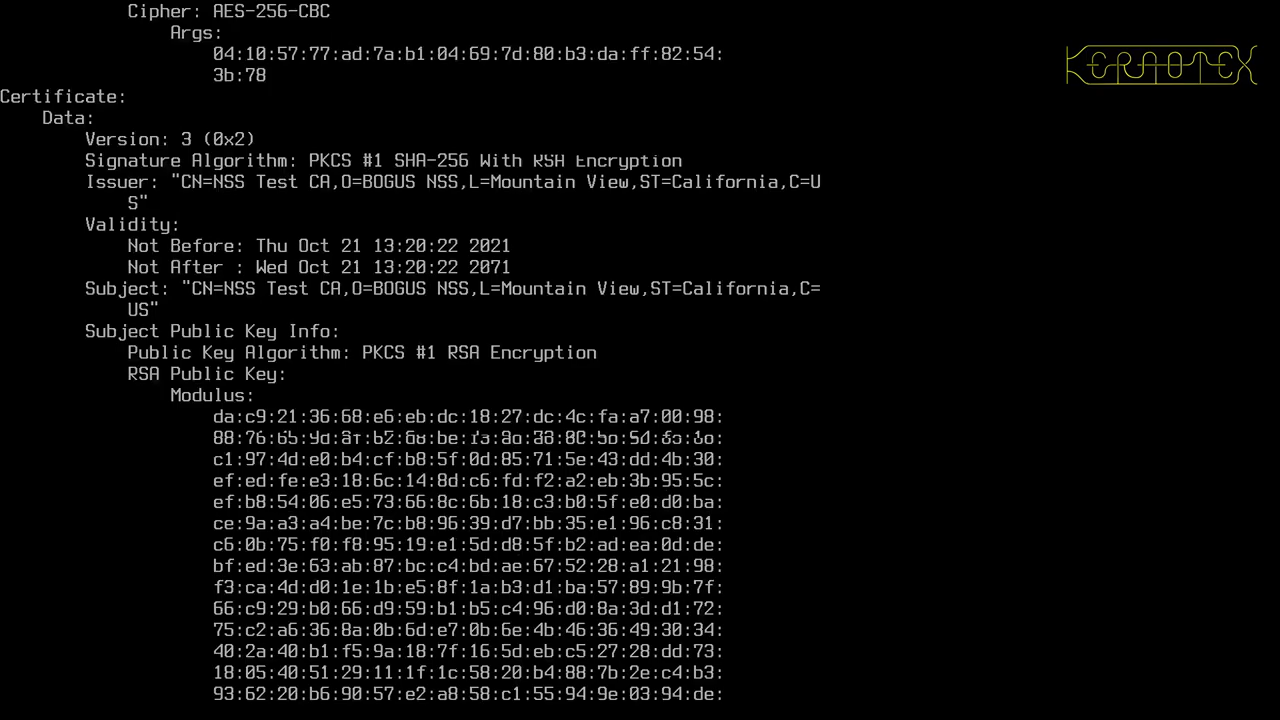 Cipher: AES-256-CBC
Args:
04:10:57:77:ad:7a:b1:04:69:7d:80:b3:da:ff:82:54:
3b:78
KERNOTEX
Certificate:
Data:
Version: 3 (0x2)
Signature Algorithm: PKCS #1 SHA-256 With RSA Encryption
Issuer: "CN=NSS Test CA,O=BOGUS NSS,L=Mountain View,ST=California,C=U
S"
Validity:
Not Before: Thu Oct 21 13:20:22 2021
Not After : Wed Oct 21 13:20:22 2071
Subject: "CN=NSS Test CA,O=BOGUS NSS,L=Mountain View,ST=California,C=
US"
Subject Public Key Info:
Public Key Algorithm: PKCS #1 RSA Encryption
RSA Public Key:
Modulus:
da:c9:21:36:68:e6:eb:dc:18:27:dc:4c:fa:a7:00:98:
c1:97:4d:e0:b4:cf:b8:5f:0d:85:71:5e:43:dd:4b:30:
ef:ed:fe:e3:18:6c:14:8d:c6:fd:f2:a2:eb:3b:95:5c:
ef:b8:54:06:e5:73:66:8c:6b:18:c3:b0:5f:e0:d0:ba:
ce:9a:a3:a4:be:7c:b8:96:39:d7:bb:35:e1:96:c8:31:
c6:0b:75:f0:f8:95:19:e1:5d:d8:5f:b2:ad:ea:0d:de:
bf:ed:3e:63:ab:87:bc:c4:bd:ae:67:52:28:a1:21:98:
f3:ca:4d:d0:1e:1b:e5:8f:1a:b3:d1:ba:57:89:9b:7f:
66:c9:29:b0:66:d9:59:b1:b5:c4:96:d0:8a:3d:d1:72:
75:c2:a6:36:8a:0b:6d:e7:0b:6e:4b:46:36:49:30:34:
40:2a:40:b1:f5:9a:18:7f:16:5d:eb:c5:27:28:dd:73:
18:05:40:51:29:11:1f:1c:58:20:b4:88:7b:2e:c4:b3:
93:62:20:b6:90:57:e2:a8:58:c1:55:94:9e:03:94:de: